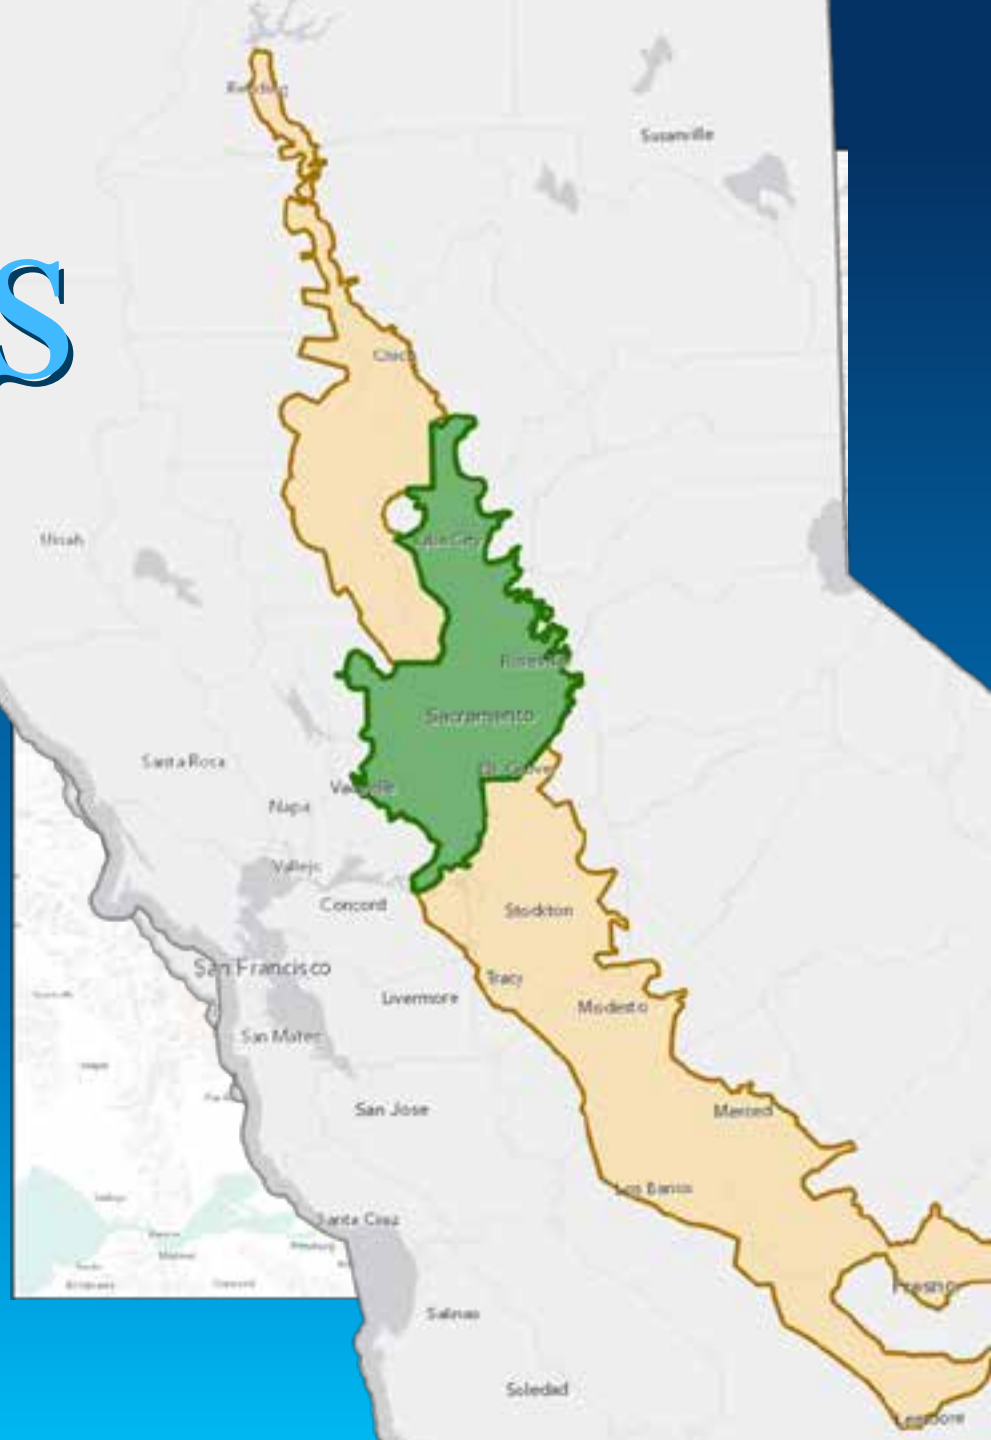 Redding
Susanville
S
Chico
Ukiah
Yuba City
Roseville
Sacramento
Santa Rosa
Elk Grove
Vacaville
Napa
Vallejo
Concord
Stockton
San Francisco
Tracy
Livermore
Modesto
San Mateo
San Jose
Merced
Los Banos
Santa Cruz
Fresno
Salinas
Soledad
Lemoore